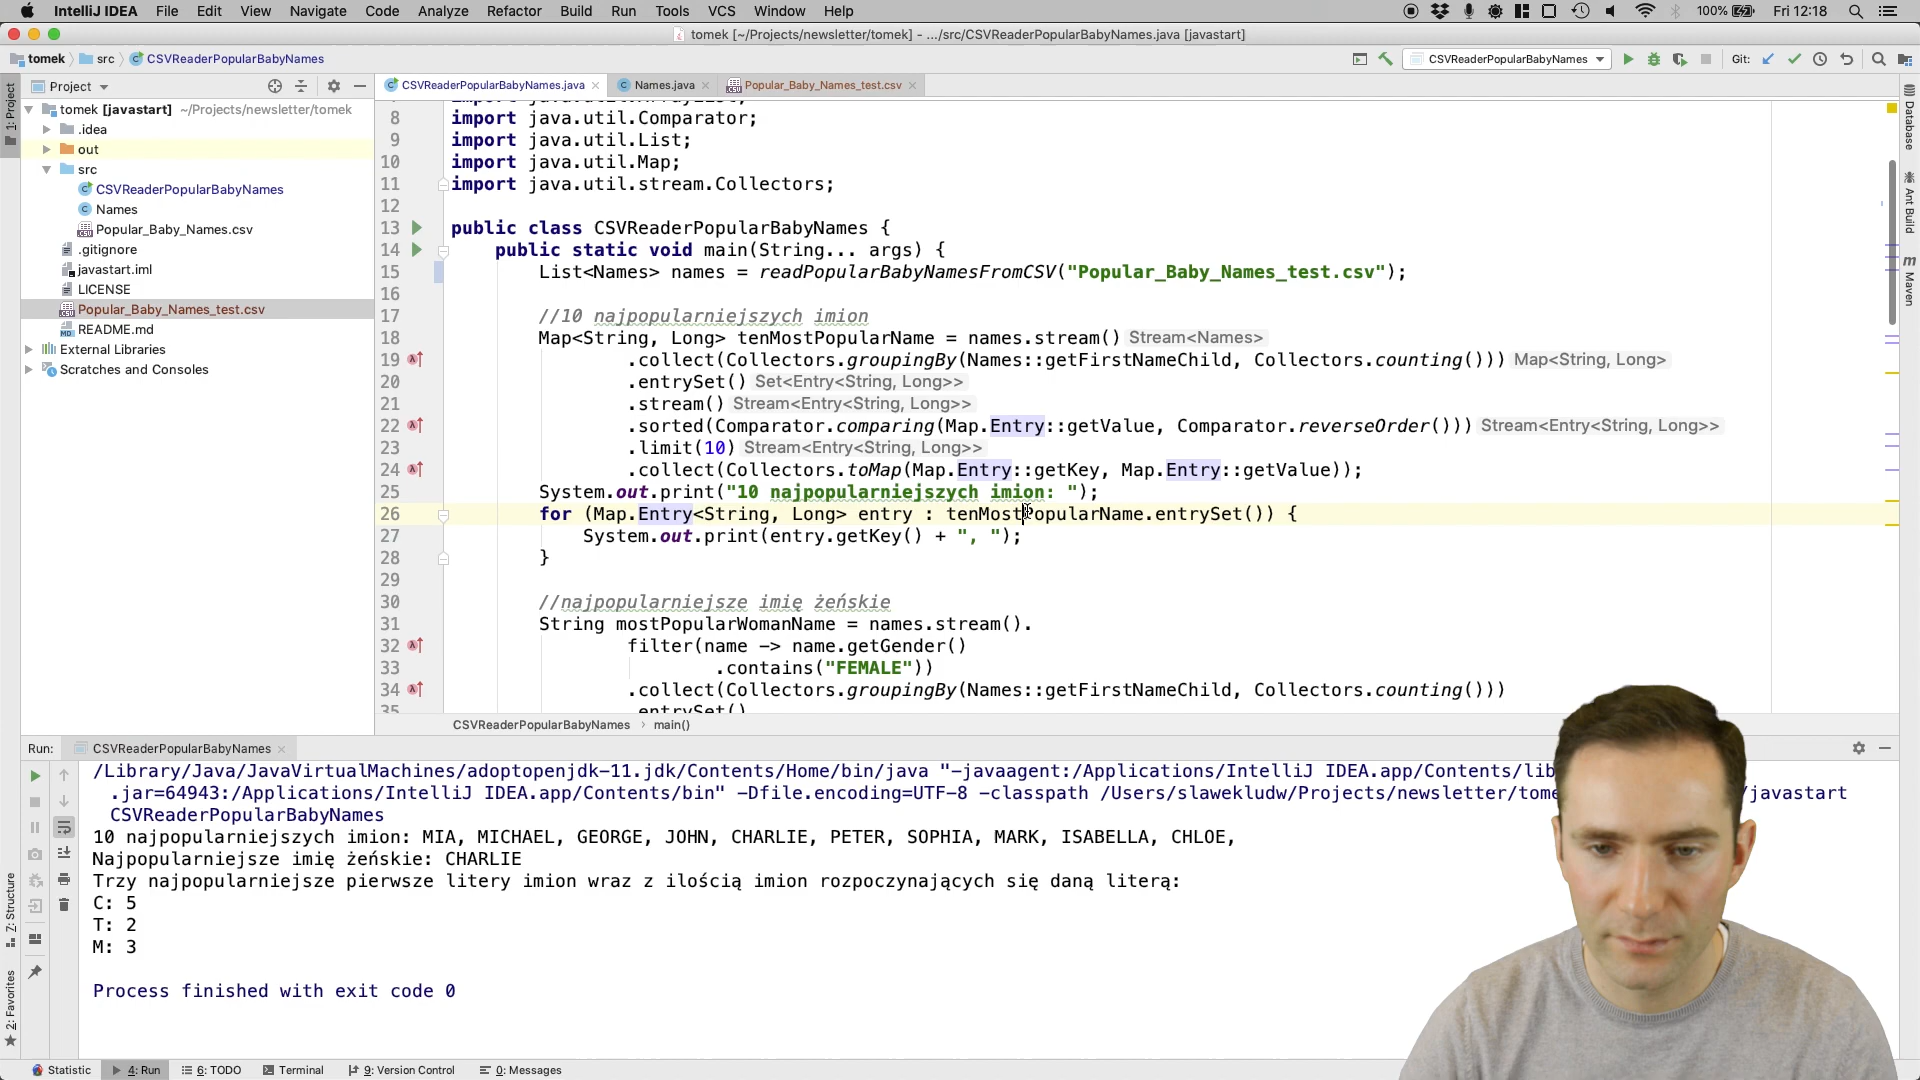 IntelliJ IDEA File Edit View Navigate Code Analyze Refactor Build Run Tools VCS Window Help 100% Fri 12:18
tomek [~/Projects/newsletter/tomek] - .../src/CSVReaderPopularBabyNames.java [javastart]
tomek src CSVReaderPopularBabyNames
CSVReaderPopularBabyNames Git:
Project
CSVReaderPopularBabyNames.java Names.java Popular_Baby_Names_test.csv
1: Project
tomek [javastart] ~/Projects/newsletter/tomek
.idea
out
src
CSVReaderPopularBabyNames
Names
Popular_Baby_Names.csv
.gitignore
javastart.iml
LICENSE
Popular_Baby_Names_test.csv
README.md
External Libraries
Scratches and Consoles
8 import java.util.Comparator;
9 import java.util.List;
10 import java.util.Map;
11 import java.util.stream.Collectors;
12
13 public class CSVReaderPopularBabyNames {
14 public static void main(String... args) {
15 List<Names> names = readPopularBabyNamesFromCSV("Popular_Baby_Names_test.csv");
16
17 //10 najpopularniejszych imion
18 Map<String, Long> tenMostPopularName = names.stream() Stream<Names>
19 .collect(Collectors.groupingBy(Names::getFirstNameChild, Collectors.counting())) Map<String, Long>
20 .entrySet() Set<Entry<String, Long>>
21 .stream() Stream<Entry<String, Long>>
22 .sorted(Comparator.comparing(Map.Entry::getValue, Comparator.reverseOrder())) Stream<Entry<String, Long>>
23 .limit(10) Stream<Entry<String, Long>>
24 .collect(Collectors.toMap(Map.Entry::getKey, Map.Entry::getValue));
25 System.out.print("10 najpopularniejszych imion: ");
26 for (Map.Entry<String, Long> entry : tenMostPopularName.entrySet()) {
27 System.out.print(entry.getKey() + ", ");
28 }
29
30 //najpopularniejsze imię żeńskie
31 String mostPopularWomanName = names.stream().
32 filter(name -> name.getGender()
33 .contains("FEMALE"))
34 .collect(Collectors.groupingBy(Names::getFirstNameChild, Collectors.counting()))
35 .entrySet()
CSVReaderPopularBabyNames main()
Database
Ant Build
Maven
Run: CSVReaderPopularBabyNames
/Library/Java/JavaVirtualMachines/adoptopenjdk-11.jdk/Contents/Home/bin/java "-javaagent:/Applications/IntelliJ IDEA.app/Contents/lib
.jar=64943:/Applications/IntelliJ IDEA.app/Contents/bin" -Dfile.encoding=UTF-8 -classpath /Users/slawekludw/Projects/newsletter/tome /javastart
CSVReaderPopularBabyNames
10 najpopularniejszych imion: MIA, MICHAEL, GEORGE, JOHN, CHARLIE, PETER, SOPHIA, MARK, ISABELLA, CHLOE,
Najpopularniejsze imię żeńskie: CHARLIE
Trzy najpopularniejsze pierwsze litery imion wraz z ilością imion rozpoczynających się daną literą:
C: 5
T: 2
M: 3
Process finished with exit code 0
Z: Structure
2: Favorites
Statistic 4: Run 6: TODO Terminal 9: Version Control 0: Messages